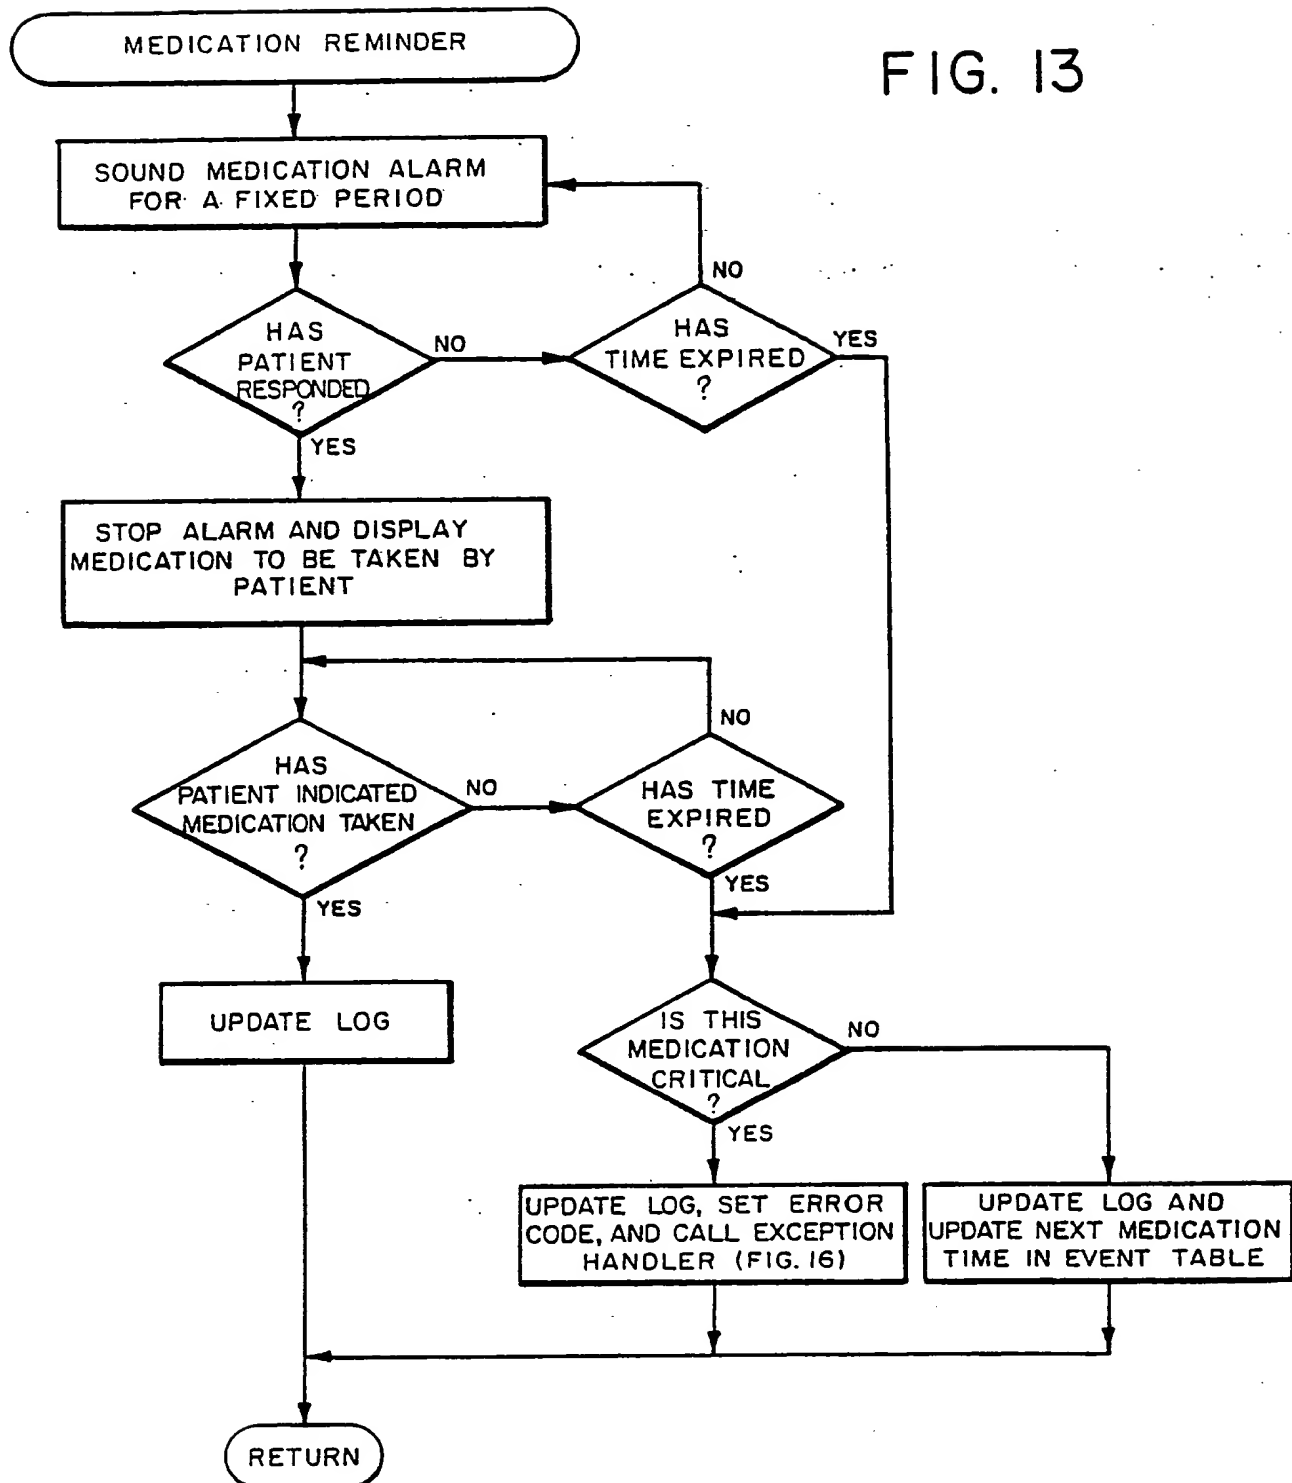 MEDICATION REMINDER
FIG. 13
SOUND MEDICATION ALARM
FOR A FIXED PERIOD
NO
HAS
PATIENT
RESPONDED
?
NO
HAS
TIME EXPIRED
?
YES
YES
STOP ALARM AND DISPLAY
MEDICATION TO BE TAKEN BY
PATIENT
NO
HAS
PATIENT INDICATED
MEDICATION TAKEN
?
NO
HAS TIME
EXPIRED
?
YES
YES
UPDATE LOG
IS THIS
MEDICATION
CRITICAL
?
NO
YES
UPDATE LOG, SET ERROR
CODE, AND CALL EXCEPTION
HANDLER (FIG. 16)
UPDATE LOG AND
UPDATE NEXT MEDICATION
TIME IN EVENT TABLE
RETURN